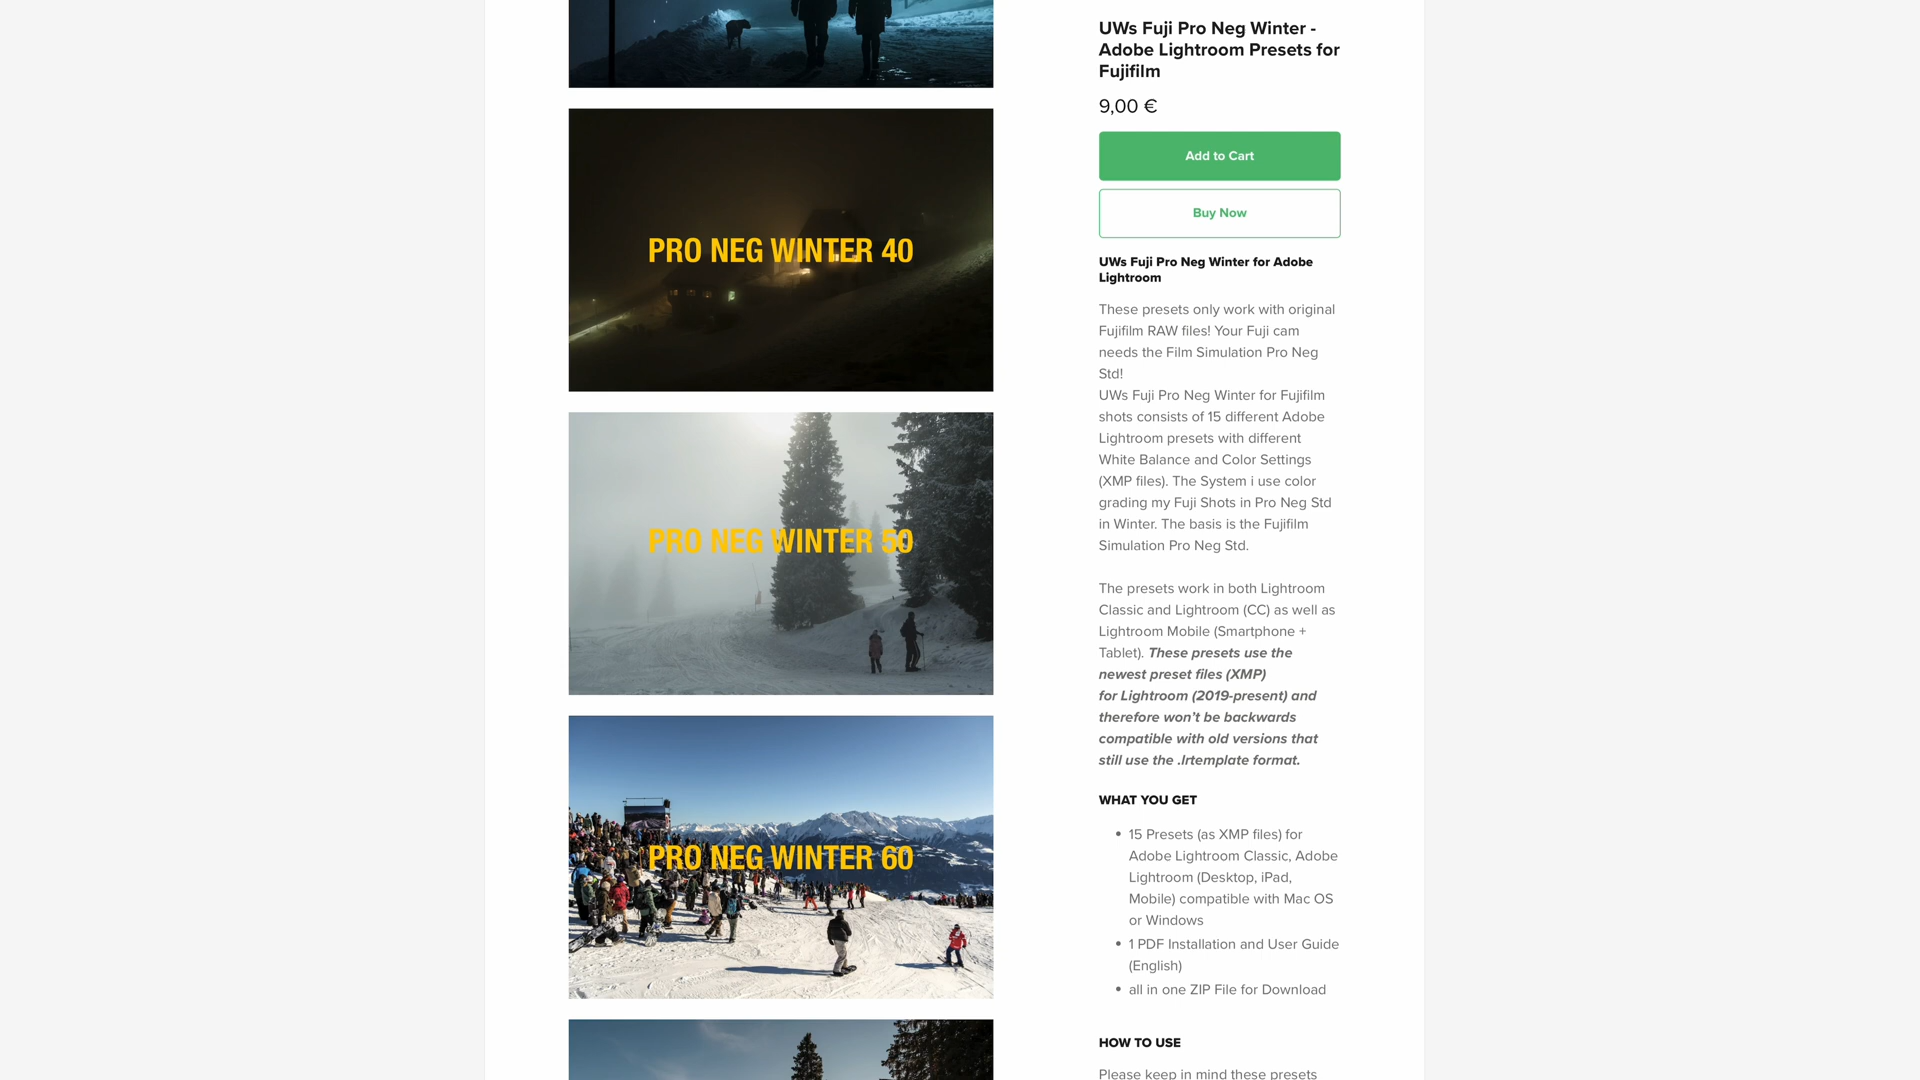 PRO NEG WINTER 40
PRO NEG WINTER 50
PRO NEG WINTER 60
UWs Fuji Pro Neg Winter -
Adobe Lightroom Presets for
Fujifilm
9,00 €
Add to Cart
Buy Now
UWs Fuji Pro Neg Winter for Adobe
Lightroom
These presets only work with original
Fujifilm RAW files! Your Fuji cam
needs the Film Simulation Pro Neg
Std!
UWs Fuji Pro Neg Winter for Fujifilm
shots consists of 15 different Adobe
Lightroom presets with different
White Balance and Color Settings
(XMP files). The System i use color
grading my Fuji Shots in Pro Neg Std
in Winter. The basis is the Fujifilm
Simulation Pro Neg Std.
The presets work in both Lightroom
Classic and Lightroom (CC) as well as
Lightroom Mobile (Smartphone +
Tablet). These presets use the
newest preset files (XMP)
for Lightroom (2019-present) and
therefore won't be backwards
compatible with old versions that
still use the .lrtemplate format.
WHAT YOU GET
• 15 Presets (as XMP files) for
Adobe Lightroom Classic, Adobe
Lightroom (Desktop, iPad,
Mobile) compatible with Mac OS
or Windows
• 1 PDF Installation and User Guide
(English)
• all in one ZIP File for Download
HOW TO USE
Please keep in mind these presets